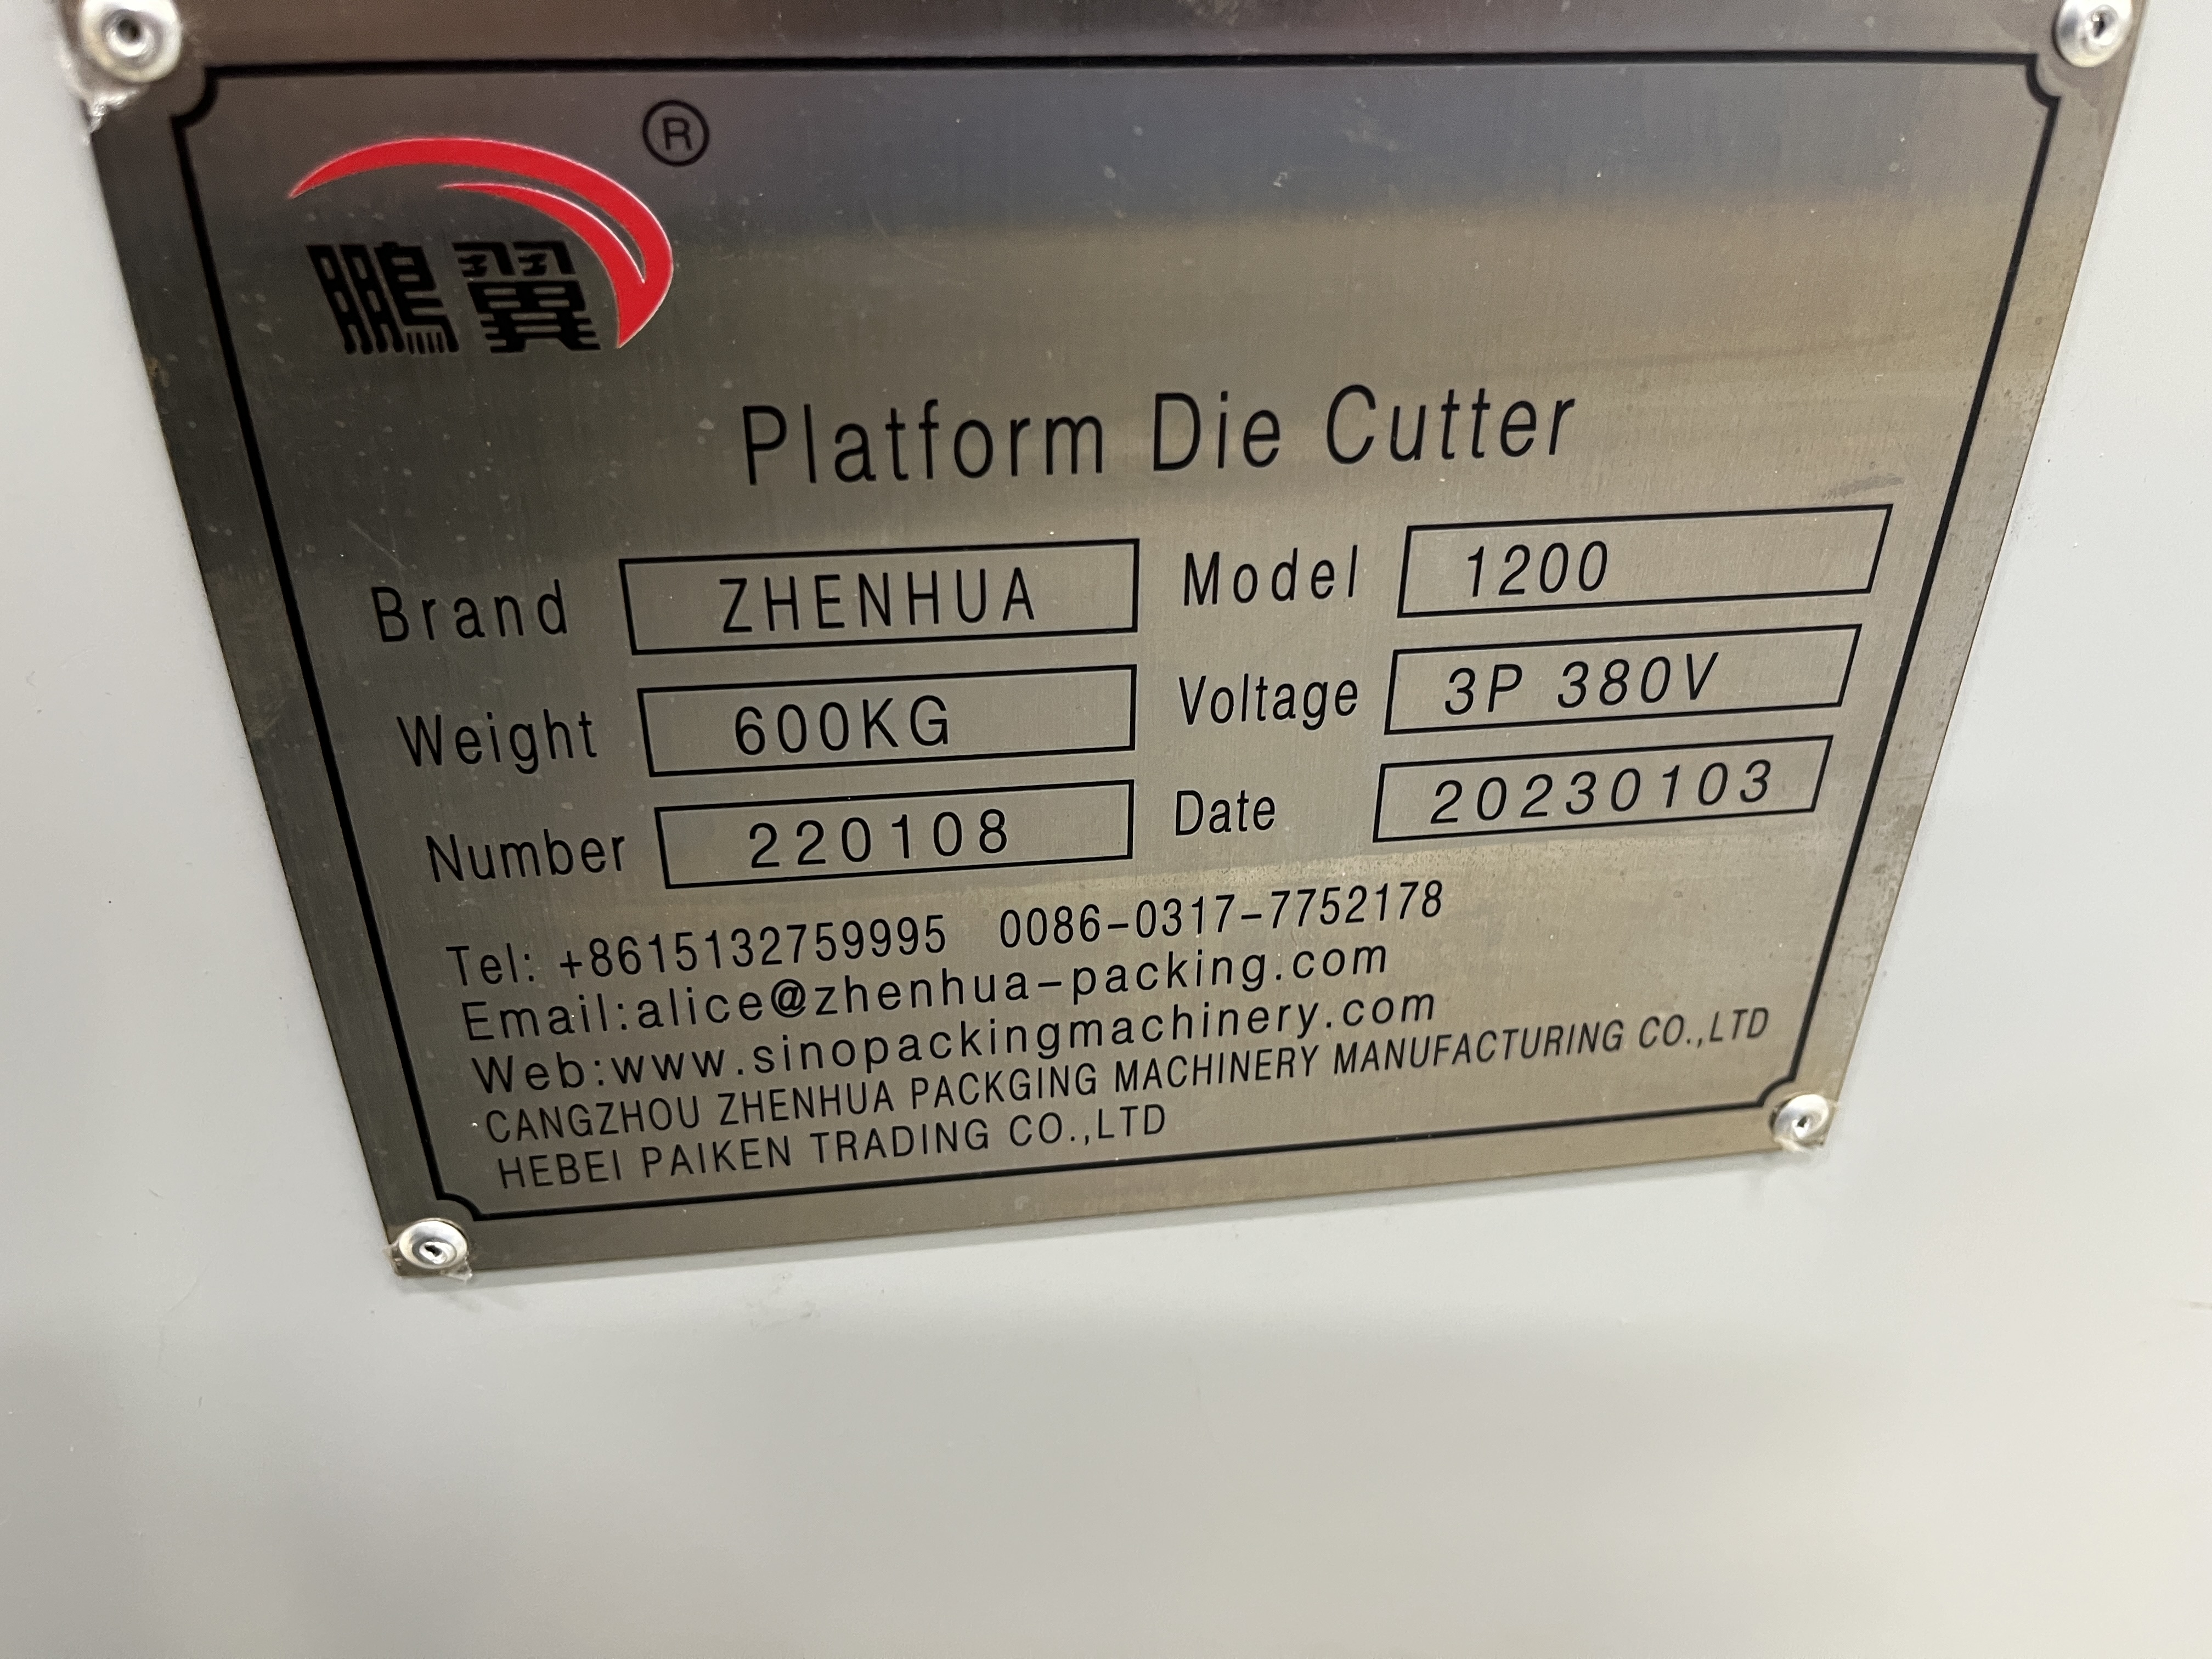 ®
鵬翼
Platform Die Cutter
Brand ZHENHUA Model 1200
Weight 600KG Voltage 3P 380V
Number 220108 Date 20230103
Tel: +8615132759995 0086-0317-7752178
Email:alice@zhenhua-packing.com
Web:www.sinopackingmachinery.com
CANGZHOU ZHENHUA PACKGING MACHINERY MANUFACTURING CO.,LTD
HEBEI PAIKEN TRADING CO.,LTD